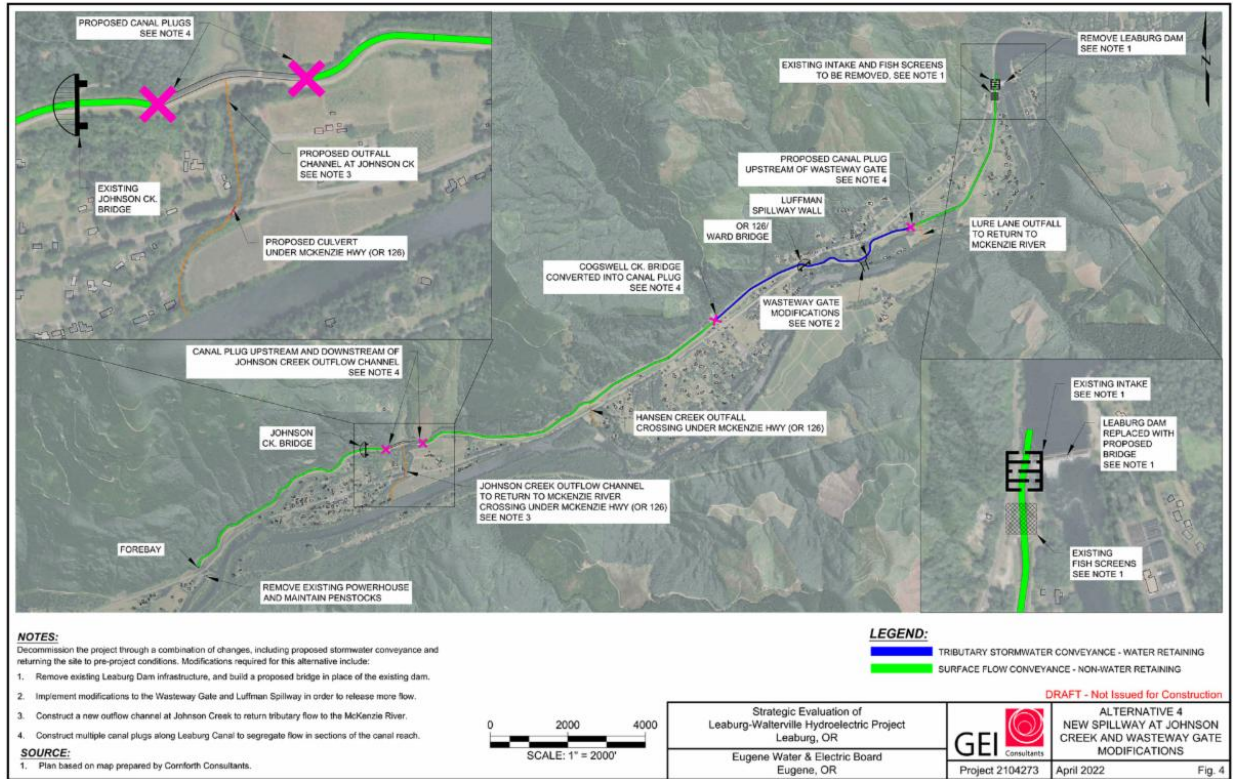 PROPOSED CANAL PLUGS
SEE NOTE 4
EXISTING
JOHNSON CK.
BRIDGE
PROPOSED OUTFALL
CHANNEL AT JOHNSON CK
SEE NOTE 3
PROPOSED CULVERT
UNDER MCKENZIE HWY (OR 126)
REMOVE LEABURG DAM
SEE NOTE 1
N
EXISTING INTAKE AND FISH SCREENS
TO BE REMOVED, SEE NOTE 1
PROPOSED CANAL PLUG
UPSTREAM OF WASTEWAY GATE
SEE NOTE 4
LUFFMAN
SPILLWAY WALL
OR 126/
WARD BRIDGE
LURE LANE OUTFALL
TO RETURN TO
MCKENZIE RIVER
COGSWELL CK. BRIDGE
CONVERTED INTO CANAL PLUG
SEE NOTE 4
WASTEWAY GATE
MODIFICATIONS
SEE NOTE 2
CANAL PLUG UPSTREAM AND DOWNSTREAM OF
JOHNSON CREEK OUTFLOW CHANNEL
SEE NOTE 4
HANSEN CREEK OUTFALL
CROSSING UNDER MCKENZIE HWY (OR 126)
JOHNSON
CK. BRIDGE
JOHNSON CREEK OUTFLOW CHANNEL
TO RETURN TO MCKENZIE RIVER
CROSSING UNDER MCKENZIE HWY (OR 126)
SEE NOTE 3
FOREBAY
REMOVE EXISTING POWERHOUSE
AND MAINTAIN PENSTOCKS
EXISTING INTAKE
SEE NOTE 1
LEABURG DAM
REPLACED WITH
PROPOSED
BRIDGE
SEE NOTE 1
EXISTING
FISH SCREENS
SEE NOTE 1
NOTES:
Decommission the project through a combination of changes, including proposed stormwater conveyance and
returning the site to pre-project conditions. Modifications required for this alternative include:
1. Remove existing Leaburg Dam infrastructure, and build a proposed bridge in place of the existing dam.
2. Implement modifications to the Wasteway Gate and Luffman Spillway in order to release more flow.
3. Construct a new outflow channel at Johnson Creek to return tributary flow to the McKenzie River.
4. Construct multiple canal plugs along Leaburg Canal to segregate flow in sections of the canal reach.
SOURCE:
1. Plan based on map prepared by Cornforth Consultants.
0 2000 4000
SCALE: 1" = 2000'
LEGEND:
TRIBUTARY STORMWATER CONVEYANCE - WATER RETAINING
SURFACE FLOW CONVEYANCE - NON-WATER RETAINING
DRAFT - Not Issued for Construction
Strategic Evaluation of
Leaburg-Walterville Hydroelectric Project
Leaburg, OR
Eugene Water & Electric Board
Eugene, OR
GEI Consultants
Project 2104273
ALTERNATIVE 4
NEW SPILLWAY AT JOHNSON
CREEK AND WASTEWAY GATE
MODIFICATIONS
April 2022
Fig. 4